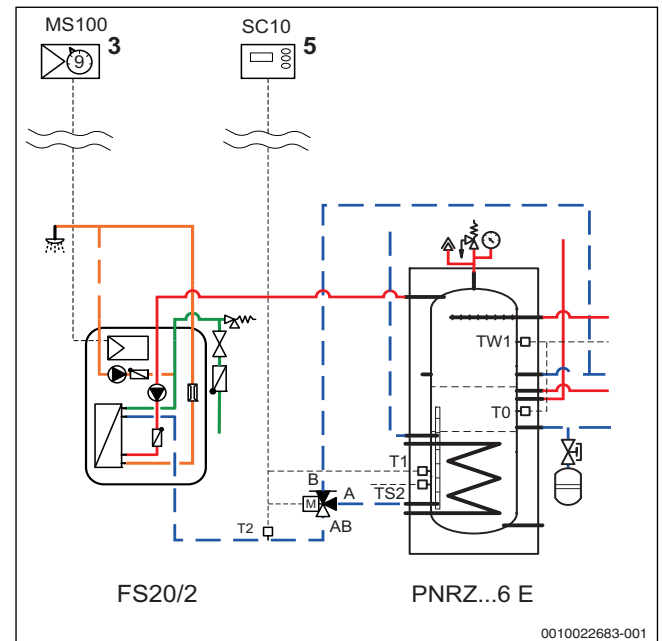 MS100
3
9
SC10
5
TW1
T0
T1
TS2
B
A
M
AB
T2
FS20/2
PNRZ...6 E
0010022683-001